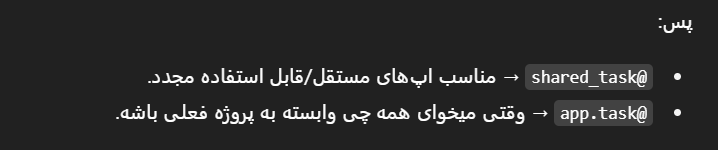 پس:
• @shared_task → مناسب اپ‌های مستقل/قابل استفاده مجدد.
• @app.task → وقتی میخوای همه چی وابسته به پروژه فعلی باشه.